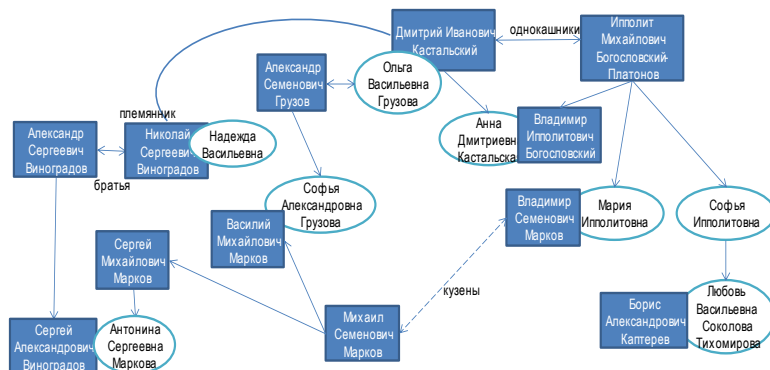 Дмитрий Иванович
Кастальский
однокашники
Ипполит
Михайлович
Богословский-
Платонов
Александр
Семенович
Грузов
Ольга
Васильевна
Грузова
племянник
Александр
Сергеевич
Виноградов
братья
Николай
Сергеевич
Виноградов
Надежда
Васильевна
Анна
Дмитриевн
Кастальска
Владимир
Ипполитович
Богословский
Софья
Александровна
Грузова
Василий
Михайлович
Марков
Владимир
Семенович
Марков
Мария
Ипполитовна
Софья
Ипполитовна
Сергей
Михайлович
Марков
кузены
Михаил
Семенович
Марков
Сергей
Александрович
Виноградов
Антонина
Сергеевна
Маркова
Борис
Александрович
Каптерев
Любовь
Васильевна
Соколова
Тихомирова